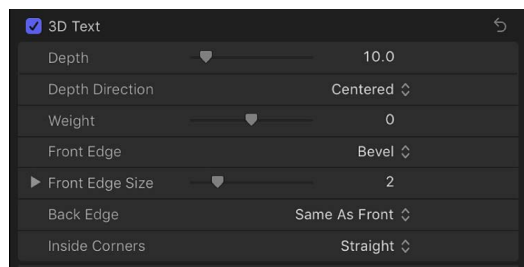 3D Text
Depth 10.0
Depth Direction Centered
Weight 0
Front Edge Bevel
Front Edge Size 2
Back Edge Same As Front
Inside Corners Straight